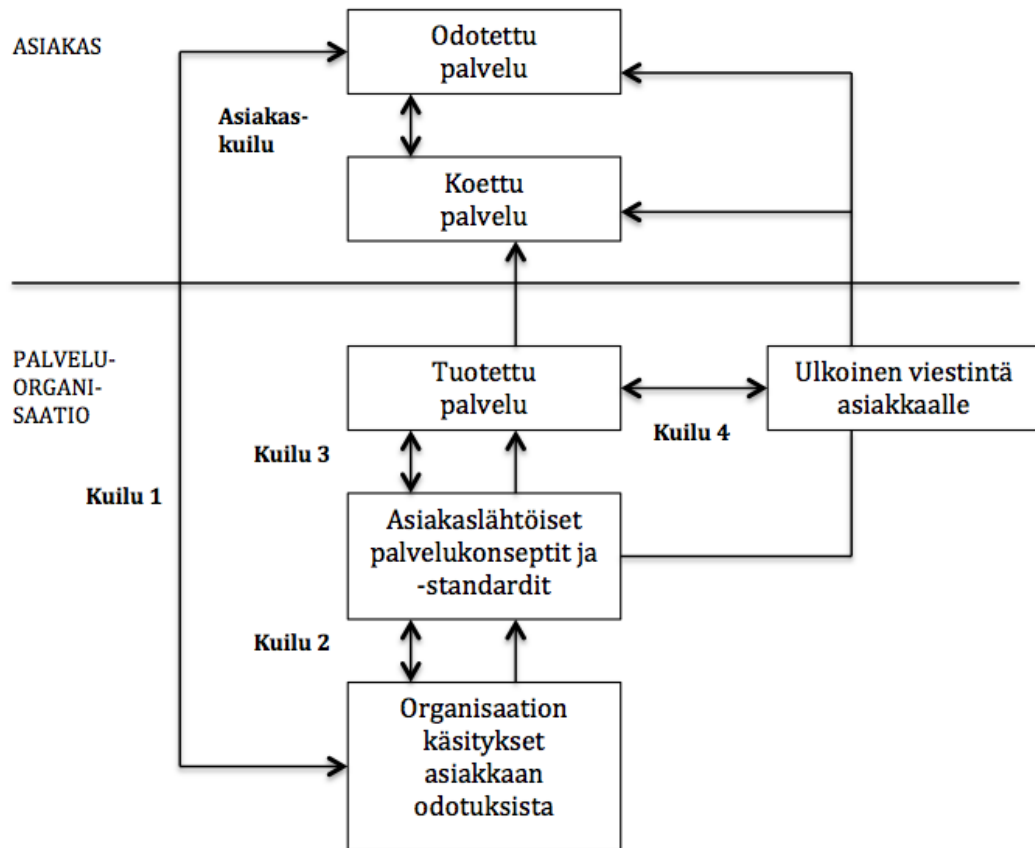 ASIAKAS
Odotettu
palvelu
Asiakas-
kuilu
Koettu
palvelu
PALVELU-
ORGANI-
SAATIO
Tuotettu
palvelu
Ulkoinen viestintä
asiakkaalle
Kuilu 4
Kuilu 3
Kuilu 1
Asiakaslähtöiset
palvelukonseptit ja
-standardit
Kuilu 2
Organisaation
käsitykset
asiakkaan
odotuksista